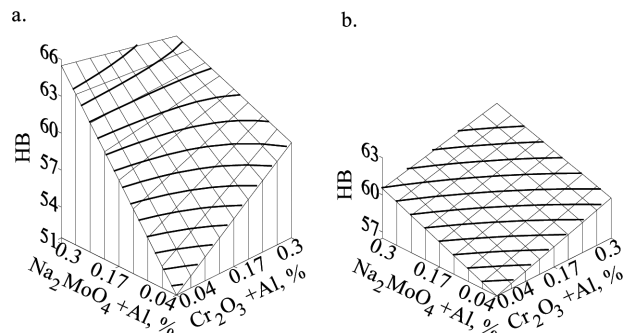 a.
66
63
60
57
54
51
HB
0.3
0.17
0.04
Na₂MoO₄+Al, %
0.04
0.17
0.3
Cr₂O₃+Al, %
b.
63
60
57
HB
0.3
0.17
0.04
Na₂MoO₄+Al, %
0.04
0.17
0.3
Cr₂O₃+Al, %